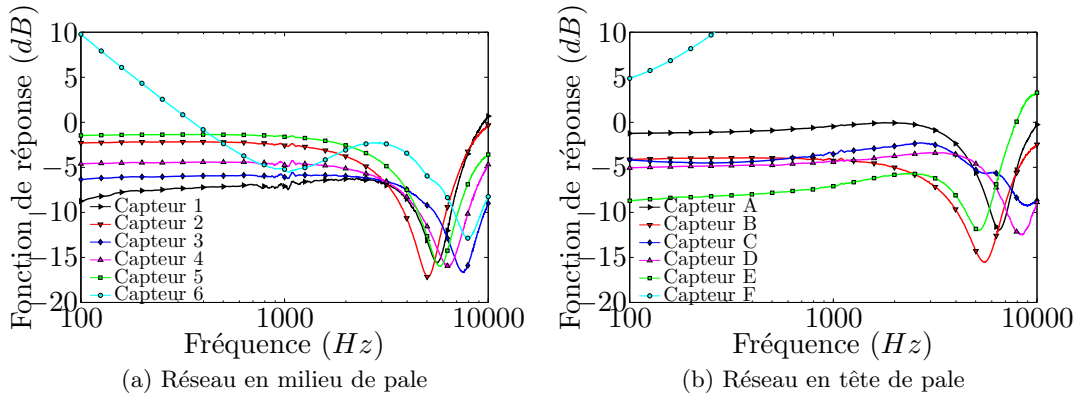 10
5
0
−5
−10
−15
−20
100
1000
10000
Fonction de réponse (dB)
Fréquence (Hz)
Capteur 1
Capteur 2
Capteur 3
Capteur 4
Capteur 5
Capteur 6
(a) Réseau en milieu de pale
10
5
0
−5
−10
−15
−20
100
1000
10000
Fonction de réponse (dB)
Fréquence (Hz)
Capteur A
Capteur B
Capteur C
Capteur D
Capteur E
Capteur F
(b) Réseau en tête de pale